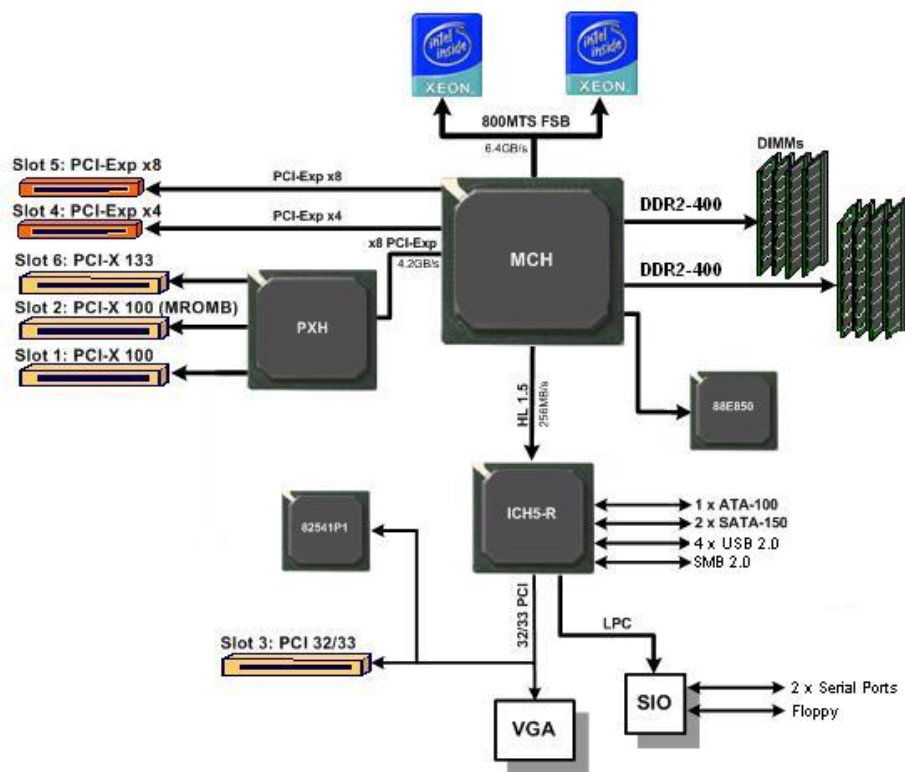 intel inside
XEON.
intel inside
XEON.
800MTS FSB
6.4GB/s
DIMMs
Slot 5: PCI-Exp x8
PCI-Exp x8
Slot 4: PCI-Exp x4
PCI-Exp x4
DDR2-400
x8 PCI-Exp
4.2GB/s
MCH
Slot 6: PCI-X 133
DDR2-400
Slot 2: PCI-X 100 (MROMB)
PXH
Slot 1: PCI-X 100
HL 1.5
256MB/s
88E850
82541P1
ICH5-R
1 x ATA-100
2 x SATA-150
4 x USB 2.0
SMB 2.0
32/33 PCI
LPC
Slot 3: PCI 32/33
VGA
SIO
2 x Serial Ports
Floppy